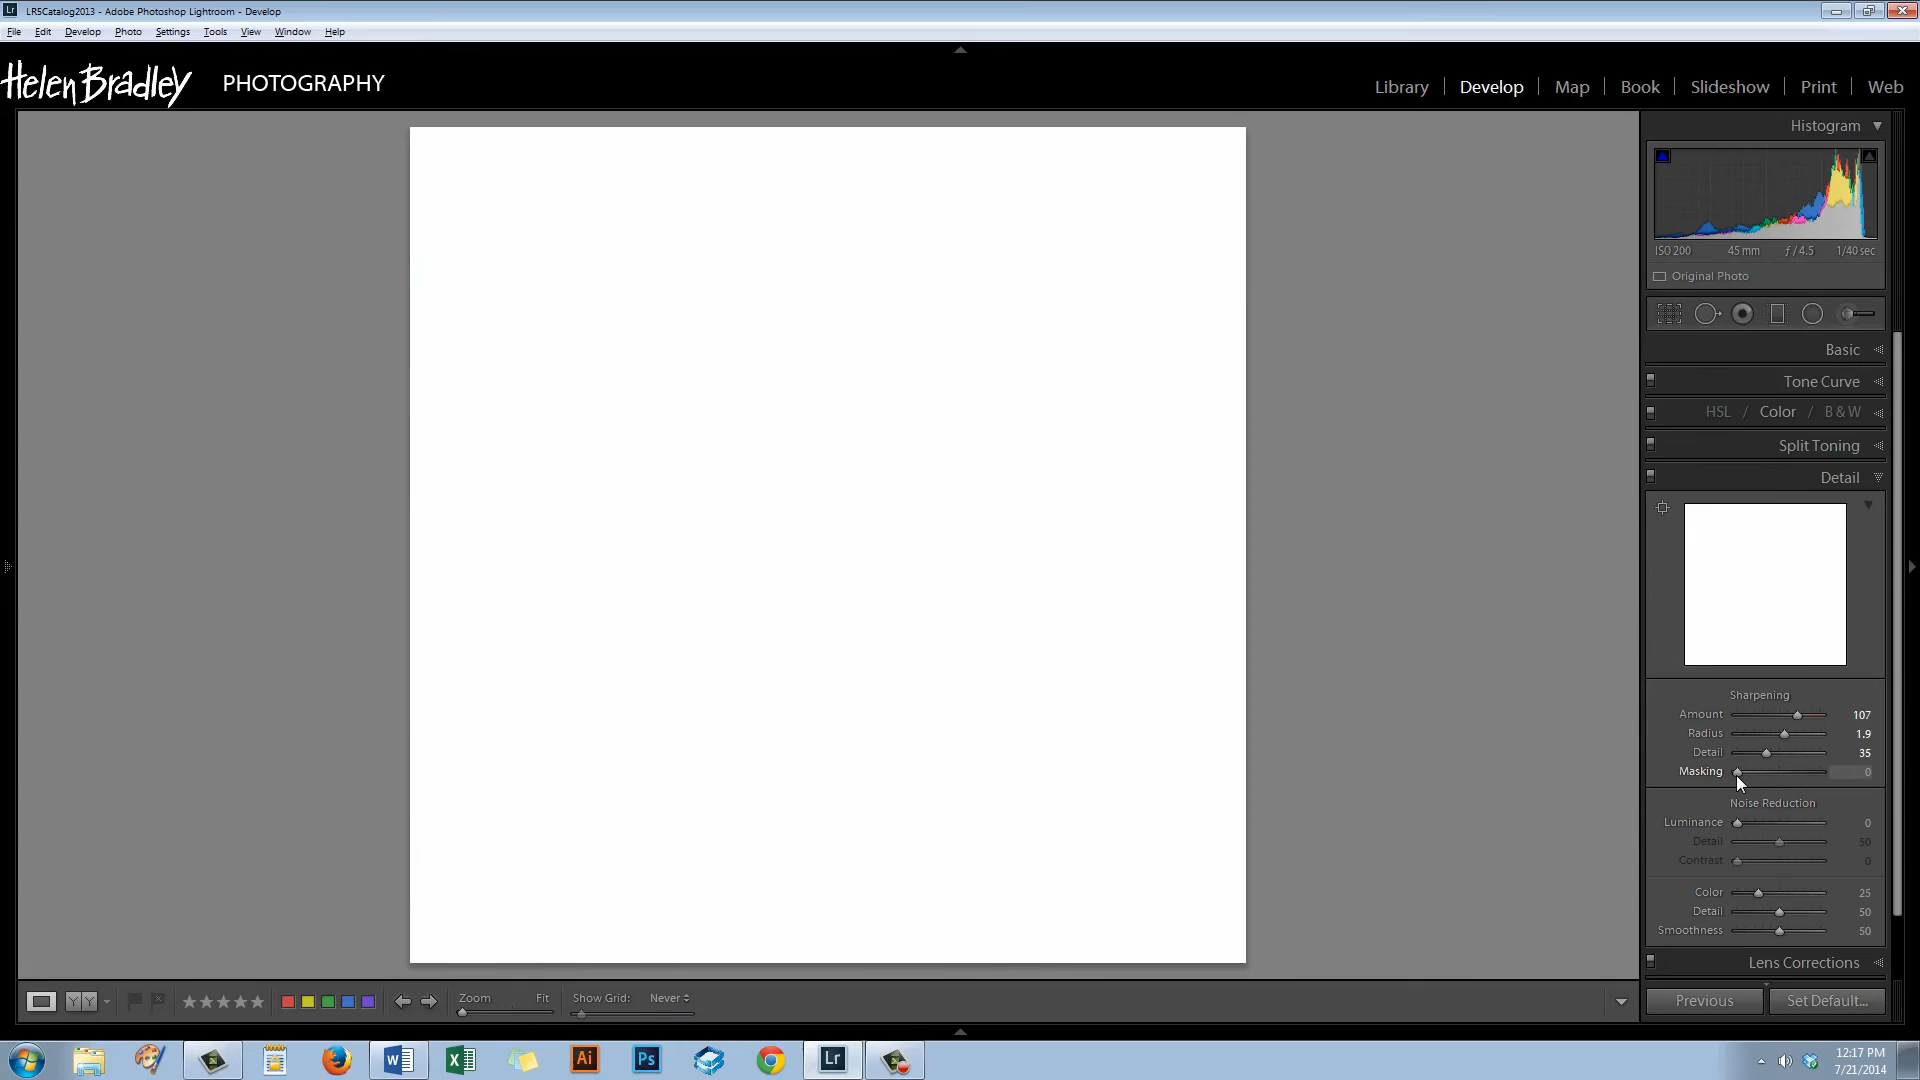 LR5Catalog2013 - Adobe Photoshop Lightroom - Develop
File Edit Develop Photo Settings Tools View Window Help
Helen Bradley PHOTOGRAPHY
Library | Develop | Map | Book | Slideshow | Print | Web
Histogram
ISO 200 45 mm ƒ / 4.5 1/40 sec
Original Photo
Basic
Tone Curve
HSL / Color / B & W
Split Toning
Detail
Sharpening
Amount 107
Radius 1.9
Detail 35
Masking 0
Noise Reduction
Luminance 0
Detail 50
Contrast 0
Color 25
Detail 50
Smoothness 50
Lens Corrections
Previous Set Default...
YY Zoom Fit Show Grid: Never
Ai Ps Lr
12:17 PM
7/21/2014